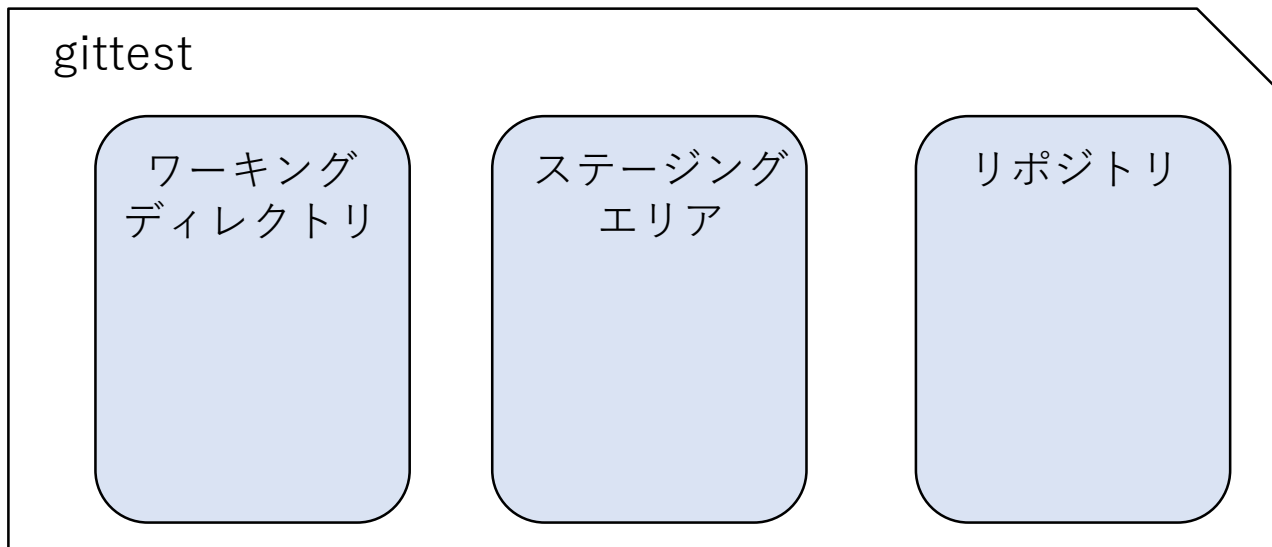 gittest
ワーキング
ディレクトリ
ステージング
エリア
リポジトリ